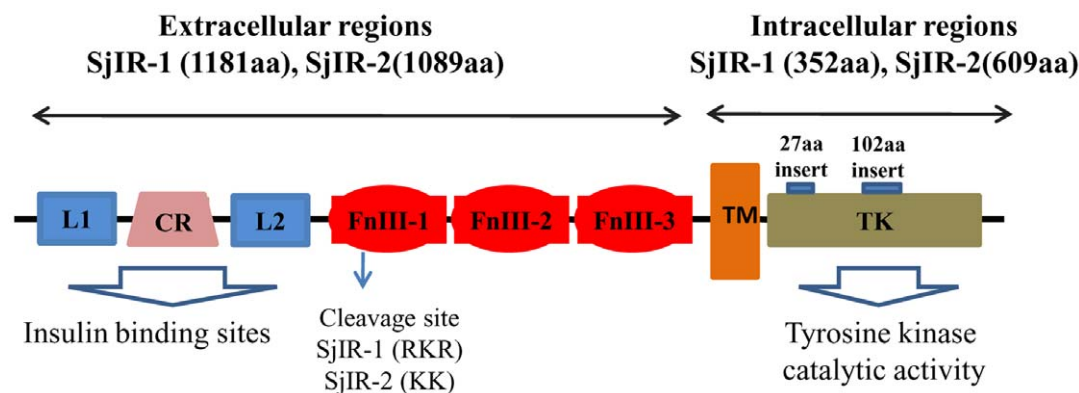 Extracellular regions
SjIR-1 (1181aa), SjIR-2(1089aa)
Intracellular regions
SjIR-1 (352aa), SjIR-2(609aa)
27aa
insert
102aa
insert
L1
CR
L2
FnIII-1
FnIII-2
FnIII-3
TM
TK
Insulin binding sites
Cleavage site
SjIR-1 (RKR)
SjIR-2 (KK)
Tyrosine kinase
catalytic activity